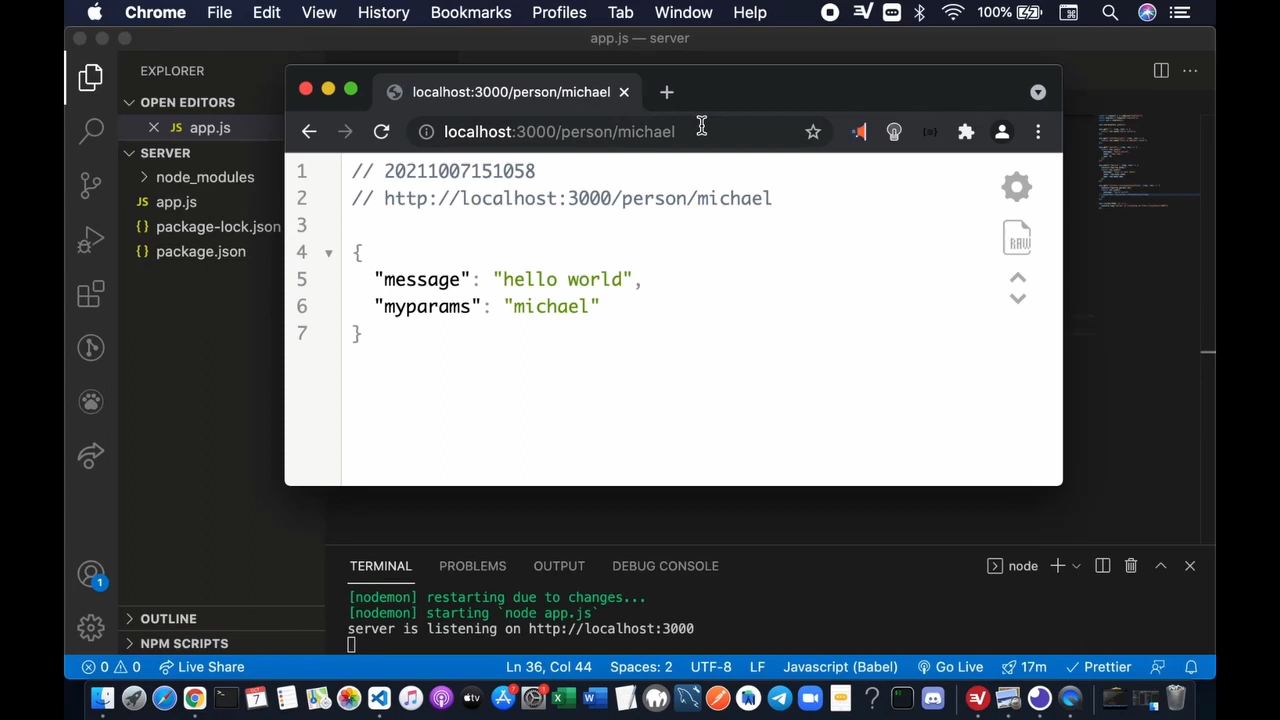 Chrome File Edit View History Bookmarks Profiles Tab Window Help 100%
app.js — server
EXPLORER
OPEN EDITORS
JS app.js
SERVER
node_modules
JS app.js
{} package-lock.json
{} package.json
OUTLINE
NPM SCRIPTS
localhost:3000/person/michael
localhost:3000/person/michael
1 // 20211007151058
2 // http://localhost:3000/person/michael
3
4 {
5 "message": "hello world",
6 "myparams": "michael"
7 }
RAW
TERMINAL PROBLEMS OUTPUT DEBUG CONSOLE node
[nodemon] restarting due to changes...
[nodemon] starting `node app.js`
server is listening on http://localhost:3000
1
0 0 Live Share Ln 36, Col 44 Spaces: 2 UTF-8 LF Javascript (Babel) Go Live 17m Prettier